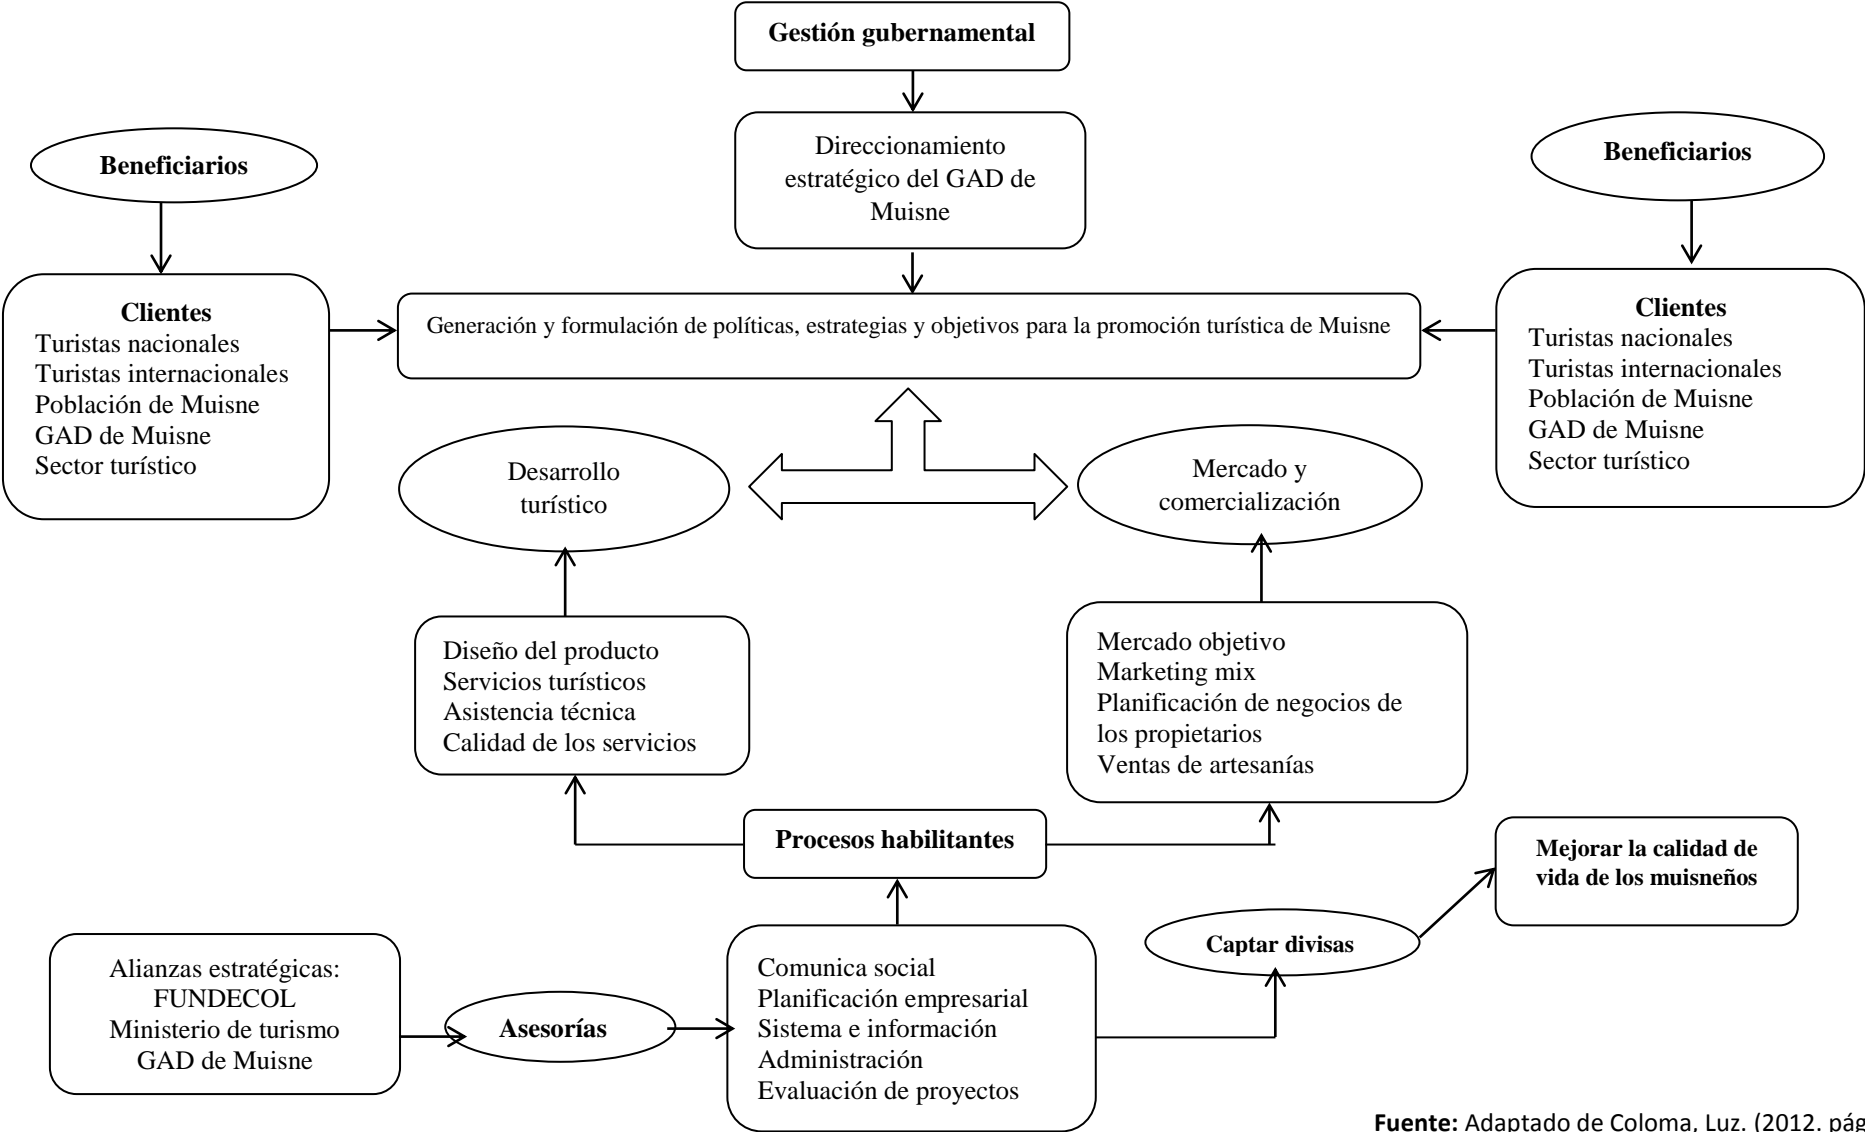 Gestión gubernamental
Direccionamiento
estratégico del GAD de
Muisne
Beneficiarios
Beneficiarios
Clientes
Turistas nacionales
Turistas internacionales
Población de Muisne
GAD de Muisne
Sector turístico
Generación y formulación de políticas, estrategias y objetivos para la promoción turística de Muisne
Clientes
Turistas nacionales
Turistas internacionales
Población de Muisne
GAD de Muisne
Sector turístico
Desarrollo
turístico
Mercado y
comercialización
Diseño del producto
Servicios turísticos
Asistencia técnica
Calidad de los servicios
Mercado objetivo
Marketing mix
Planificación de negocios de
los propietarios
Ventas de artesanías
Procesos habilitantes
Mejorar la calidad de
vida de los muisneños
Captar divisas
Alianzas estratégicas:
FUNDECOL
Ministerio de turismo
GAD de Muisne
Asesorías
Comunica social
Planificación empresarial
Sistema e información
Administración
Evaluación de proyectos
Fuente: Adaptado de Coloma, Luz. (2012. pág